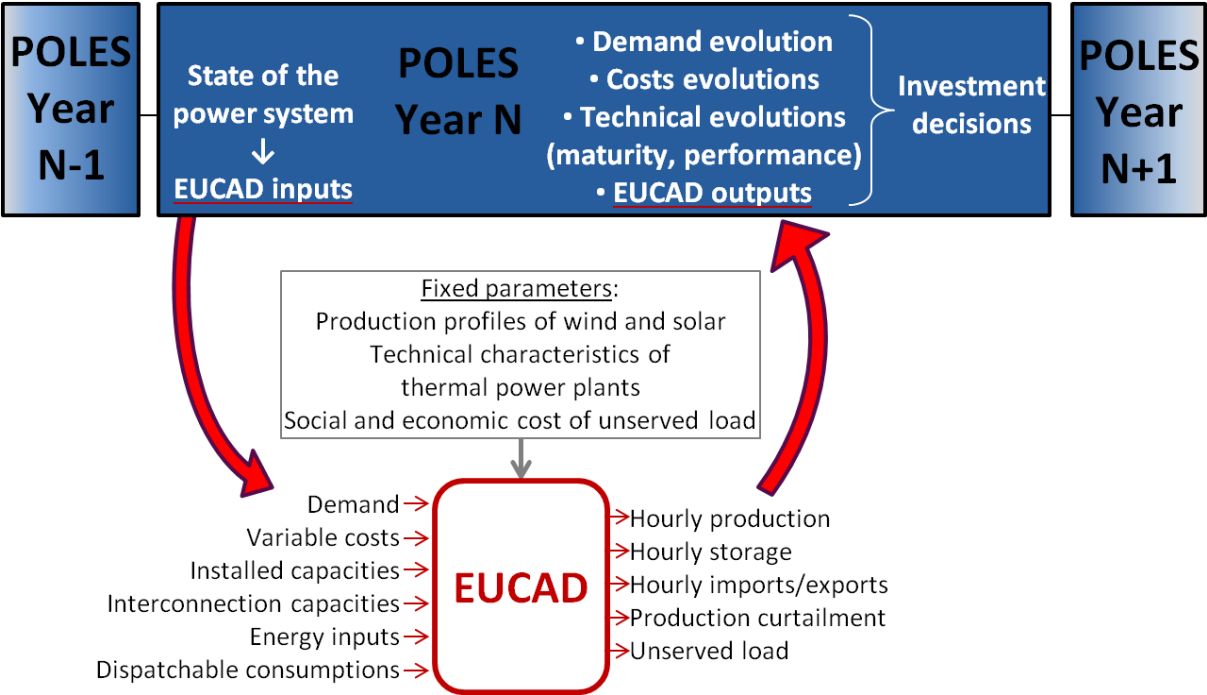 POLES
Year
N-1
State of the
power system
↓
EUCAD inputs
POLES
Year N
• Demand evolution
• Costs evolutions
• Technical evolutions
(maturity, performance)
• EUCAD outputs
Investment
decisions
POLES
Year
N+1
Fixed parameters:
Production profiles of wind and solar
Technical characteristics of
thermal power plants
Social and economic cost of unserved load
Demand
Variable costs
Installed capacities
Interconnection capacities
Energy inputs
Dispatchable consumptions
EUCAD
Hourly production
Hourly storage
Hourly imports/exports
Production curtailment
Unserved load